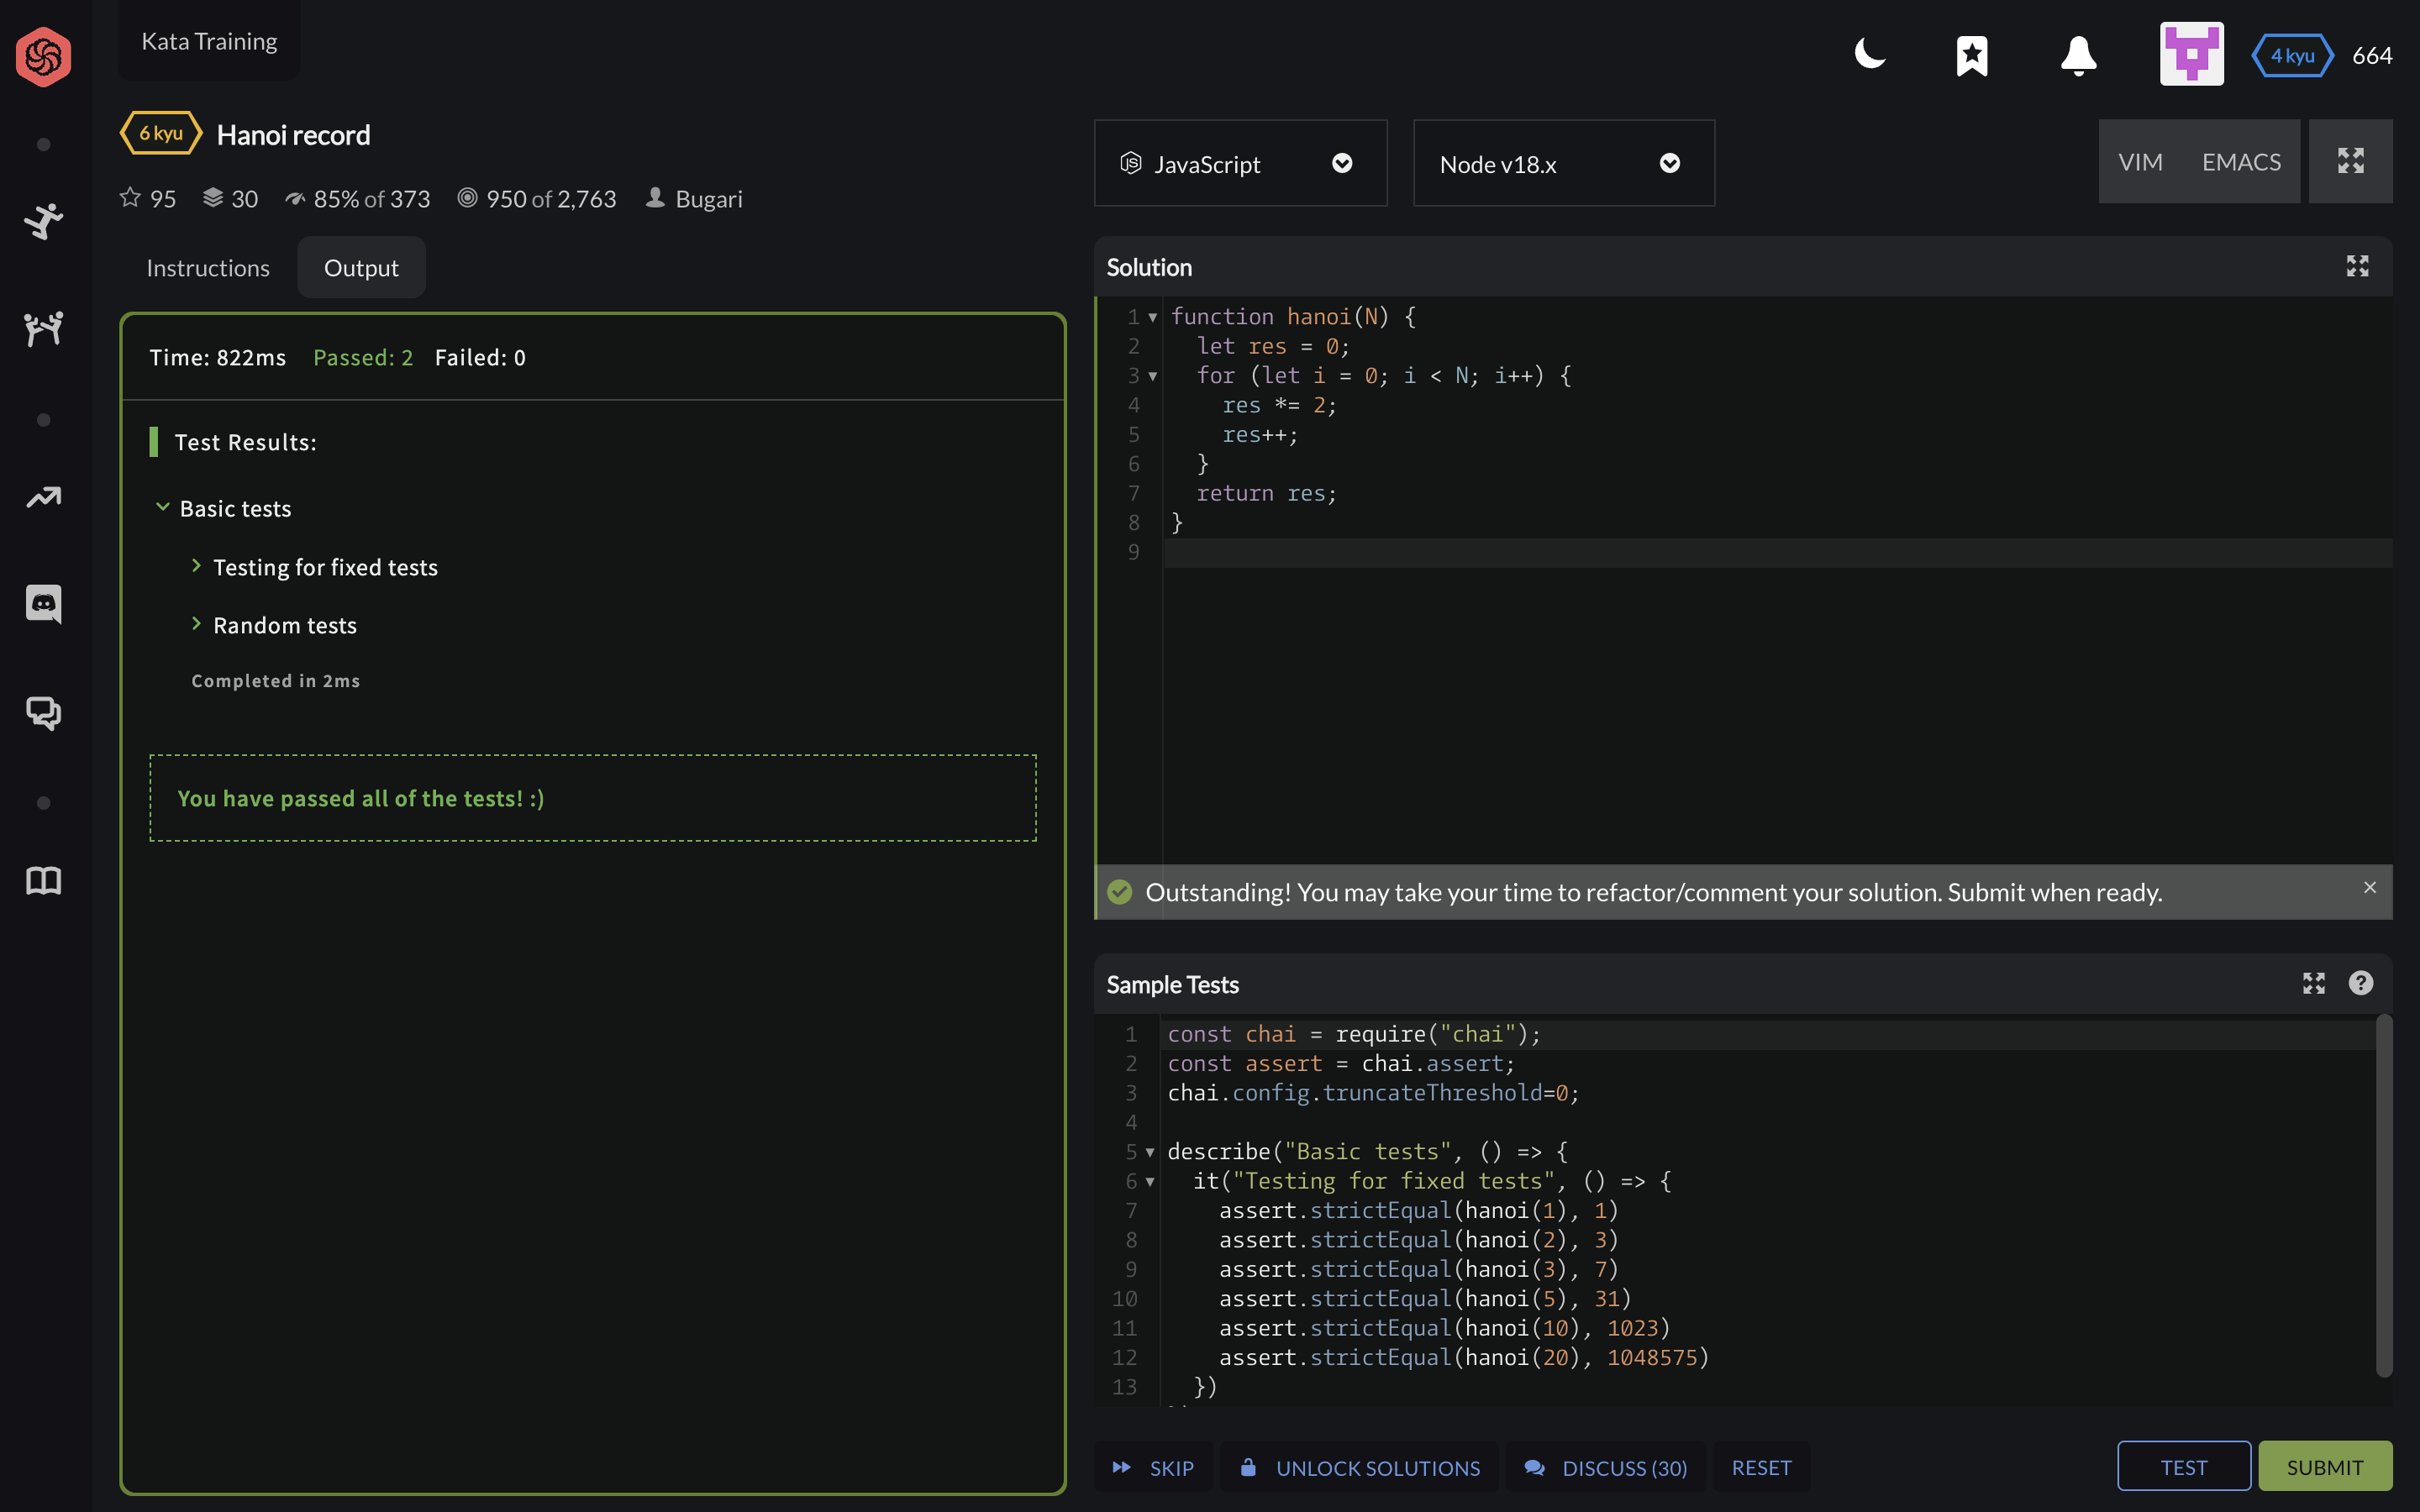 Kata Training
4 kyu 664
6 kyu Hanoi record
95 30 85% of 373 950 of 2,763 Bugari
JavaScript Node v18.x VIM EMACS
Instructions Output
Time: 822ms Passed: 2 Failed: 0
Test Results:
Basic tests
Testing for fixed tests
Random tests
Completed in 2ms
You have passed all of the tests! :)
Solution
1 function hanoi(N) {
2   let res = 0;
3   for (let i = 0; i < N; i++) {
4     res *= 2;
5     res++;
6   }
7   return res;
8 }
9
Outstanding! You may take your time to refactor/comment your solution. Submit when ready.
Sample Tests
1 const chai = require("chai");
2 const assert = chai.assert;
3 chai.config.truncateThreshold=0;
4
5 describe("Basic tests", () => {
6   it("Testing for fixed tests", () => {
7     assert.strictEqual(hanoi(1), 1)
8     assert.strictEqual(hanoi(2), 3)
9     assert.strictEqual(hanoi(3), 7)
10     assert.strictEqual(hanoi(5), 31)
11     assert.strictEqual(hanoi(10), 1023)
12     assert.strictEqual(hanoi(20), 1048575)
13   })
SKIP UNLOCK SOLUTIONS DISCUSS (30) RESET TEST SUBMIT